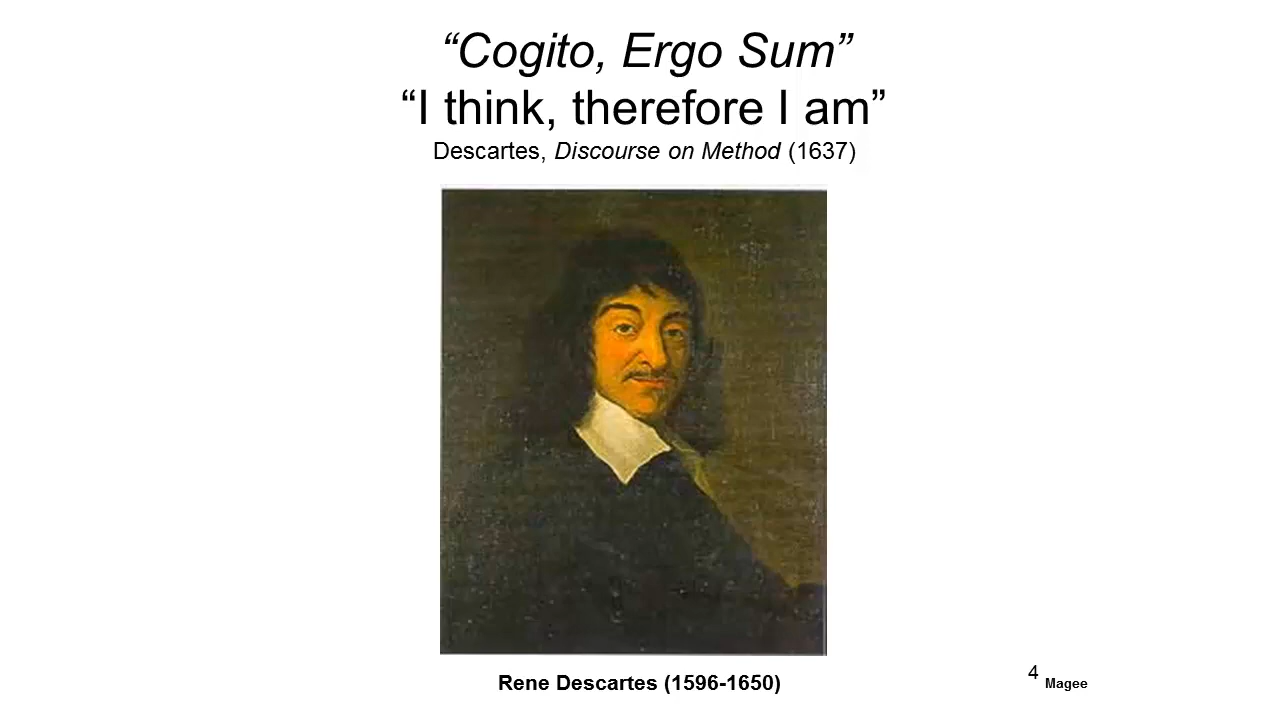 “Cogito, Ergo Sum”
“I think, therefore I am”
Descartes, Discourse on Method (1637)
Rene Descartes (1596-1650)
4
Magee